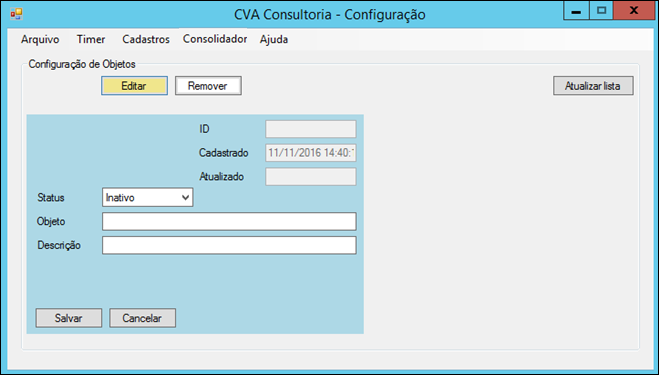 CVA Consultoria - Configuração
Arquivo Timer Cadastros Consolidador Ajuda
Configuração de Objetos
Editar Remover Atualizar lista
ID
Cadastrado 11/11/2016 14:40:
Atualizado
Status Inativo
Objeto
Descrição
Salvar Cancelar